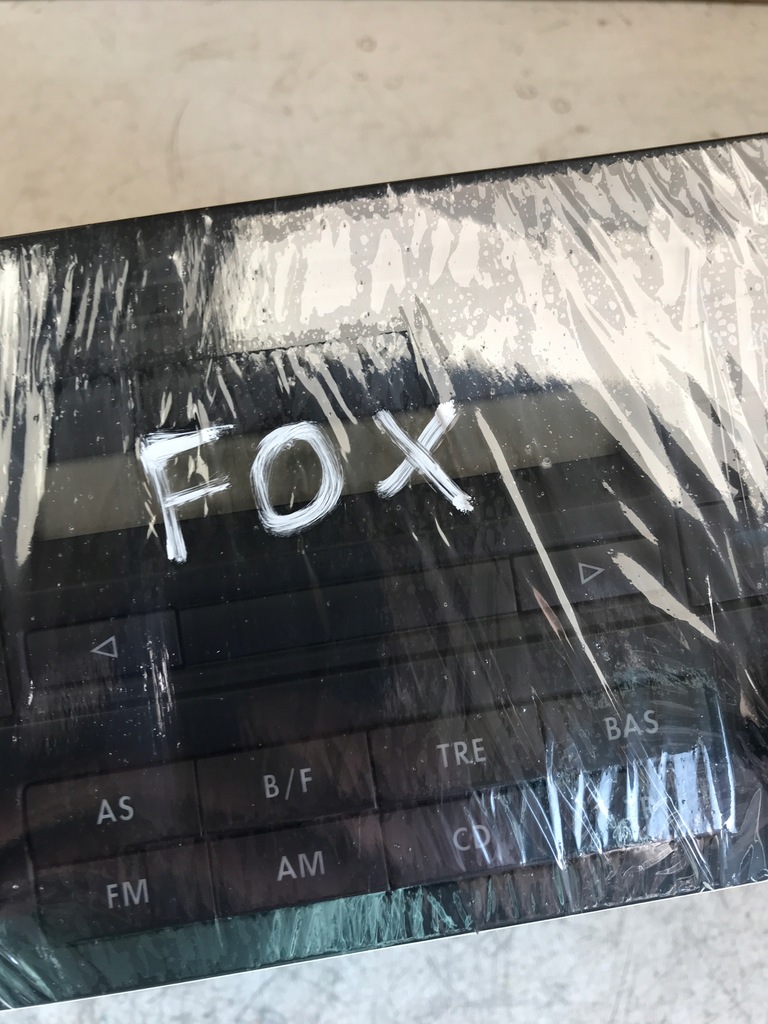 FOX
AS B/F TRE BAS
FM AM CD